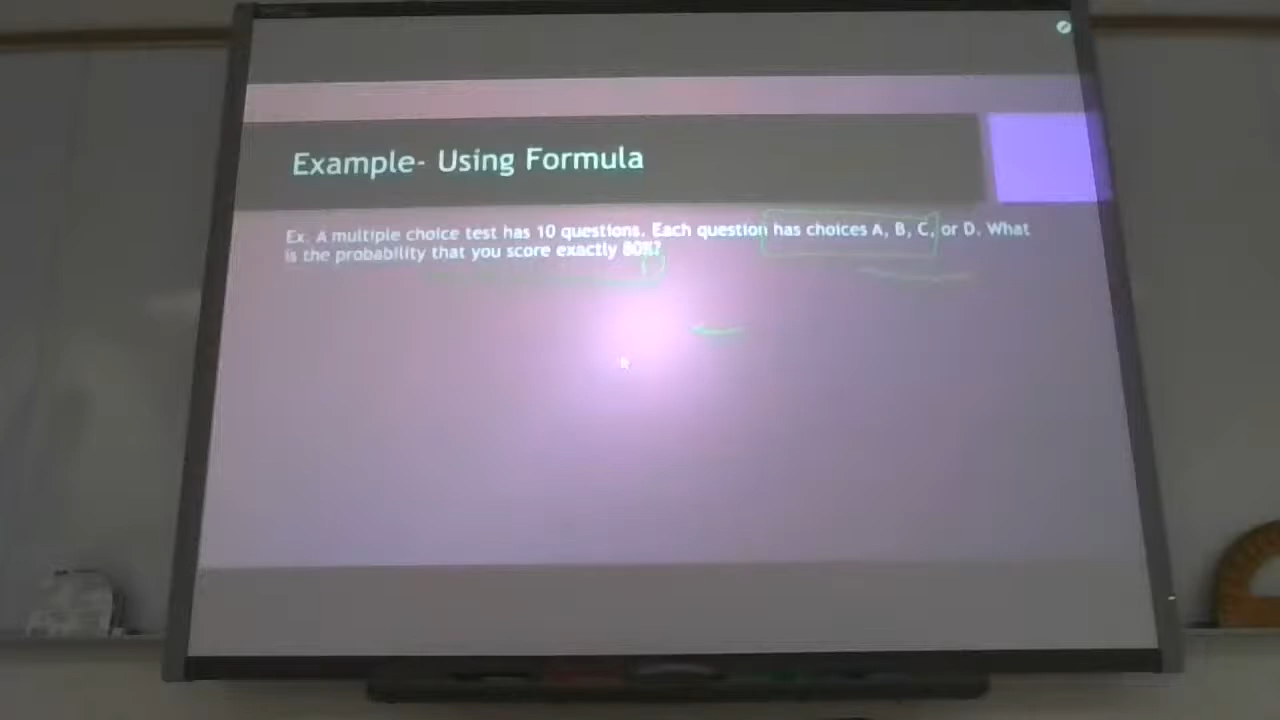 Example- Using Formula
Ex. A multiple choice test has 10 questions. Each question has choices A, B, C, or D. What
is the probability that you score exactly 80%?